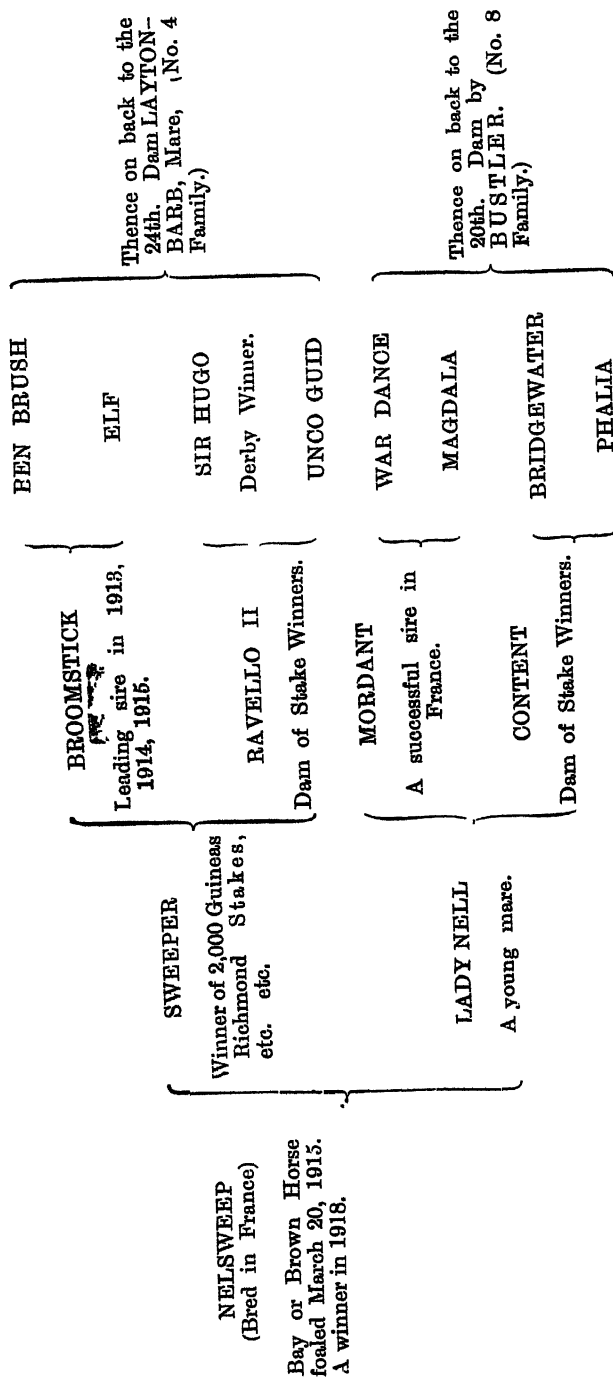 NELSWEEP
(Bred in France)
Bay or Brown Horse
foaled March 20, 1915.
A winner in 1918.
SWEEPER
Winner of 2,000 Guineas
Richmond Stakes,
etc. etc.
LADY NELL
A young mare.
BROOMSTICK
Leading sire in 1913,
1914, 1915.
RAVELLO II
Dam of Stake Winners.
MORDANT
A successful sire in
France.
CONTENT
Dam of Stake Winners.
BEN BRUSH
ELF
SIR HUGO
Derby Winner.
UNCO GUID
WAR DANCE
MAGDALA
BRIDGEWATER
PHALIA
Thence on back to the
24th. Dam LAYTON-
BARB, Mare, (No. 4
Family.)
Thence on back to the
20th. Dam by
BUSTLER. (No. 8
Family.)